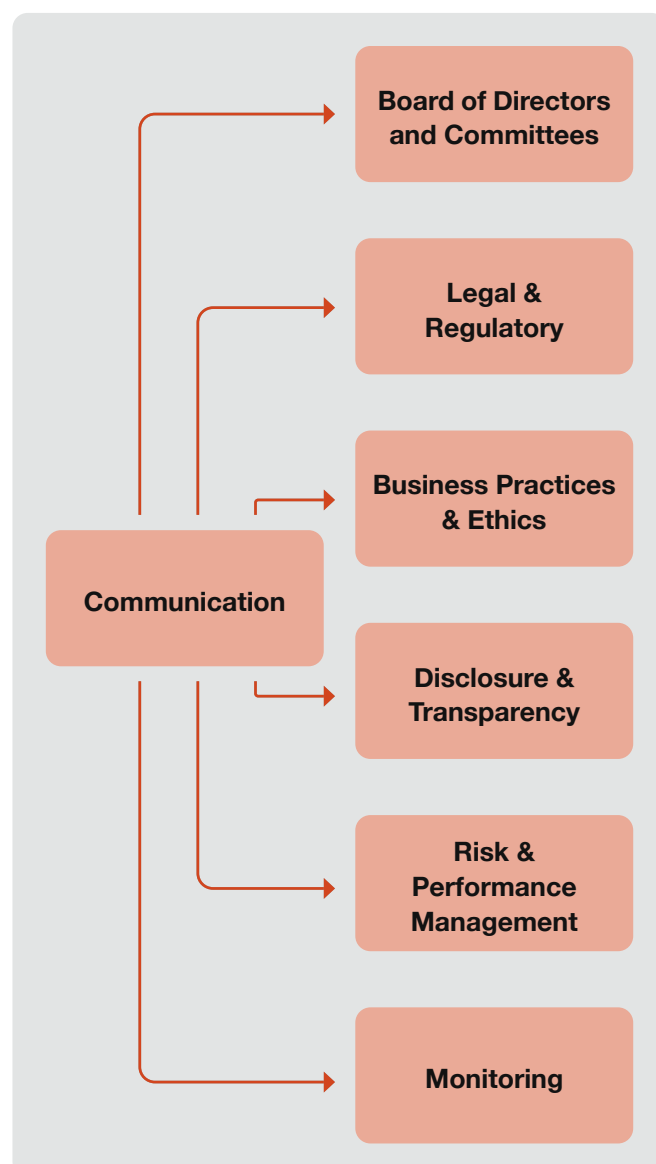 Board of Directors
and Committees
Legal &
Regulatory
Business Practices
& Ethics
Communication
Disclosure &
Transparency
Risk &
Performance
Management
Monitoring